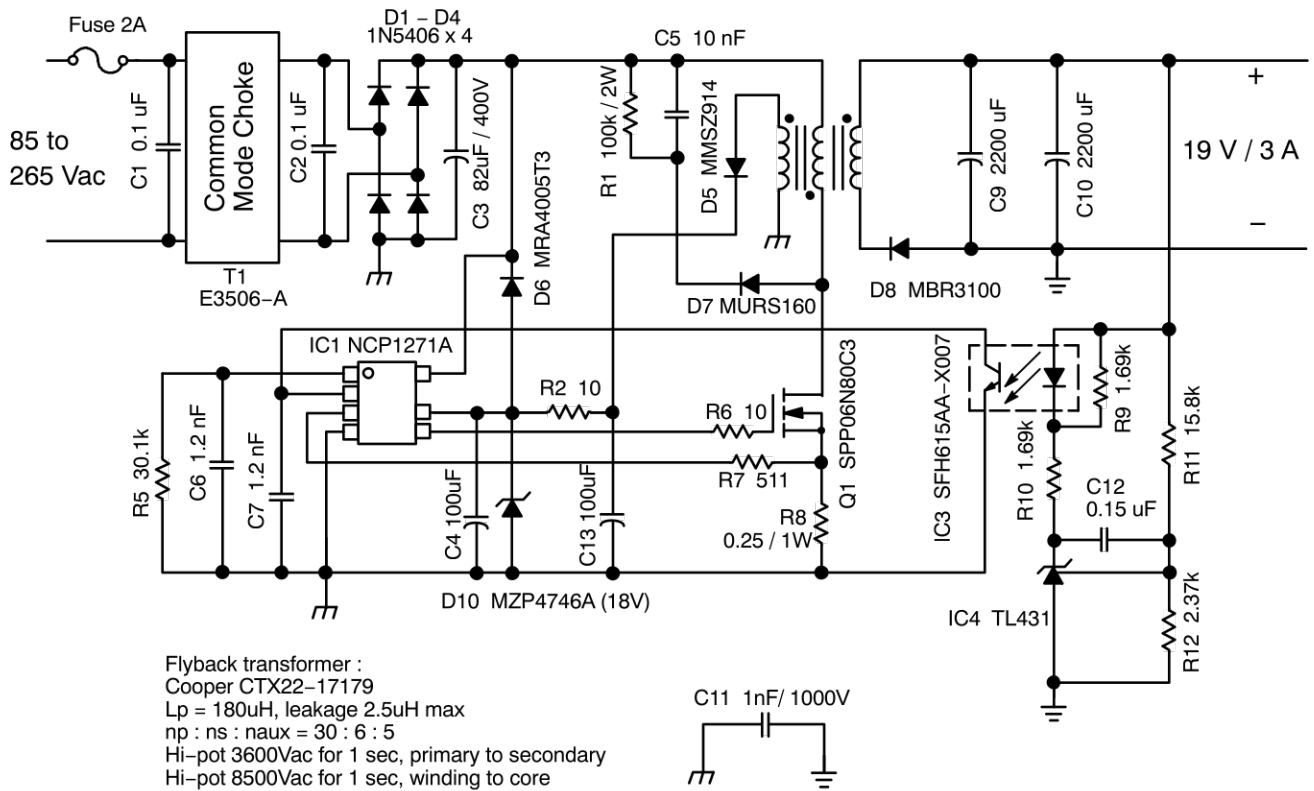 Fuse 2A
D1 – D4
1N5406 x 4
C5 10 nF
85 to
265 Vac
C1 0.1 uF
Common
Mode Choke
C2 0.1 uF
T1
E3506–A
C3 82uF / 400V
R1 100k / 2W
D5 MMSZ914
D6 MRA4005T3
D7 MURS160
D8 MBR3100
C9 2200 uF
C10 2200 uF
+
19 V / 3 A
–
IC1 NCP1271A
R2 10
R6 10
R7 511
R8
0.25 / 1W
Q1 SPP06N80C3
IC3 SFH615AA–X007
R9 1.69k
R10 1.69k
R11 15.8k
C12
0.15 uF
R5 30.1k
C6 1.2 nF
C7 1.2 nF
C4 100uF
C13 100uF
D10 MZP4746A (18V)
IC4 TL431
R12 2.37k
Flyback transformer :
Cooper CTX22–17179
Lp = 180uH, leakage 2.5uH max
np : ns : naux = 30 : 6 : 5
Hi–pot 3600Vac for 1 sec, primary to secondary
Hi–pot 8500Vac for 1 sec, winding to core
C11 1nF/ 1000V